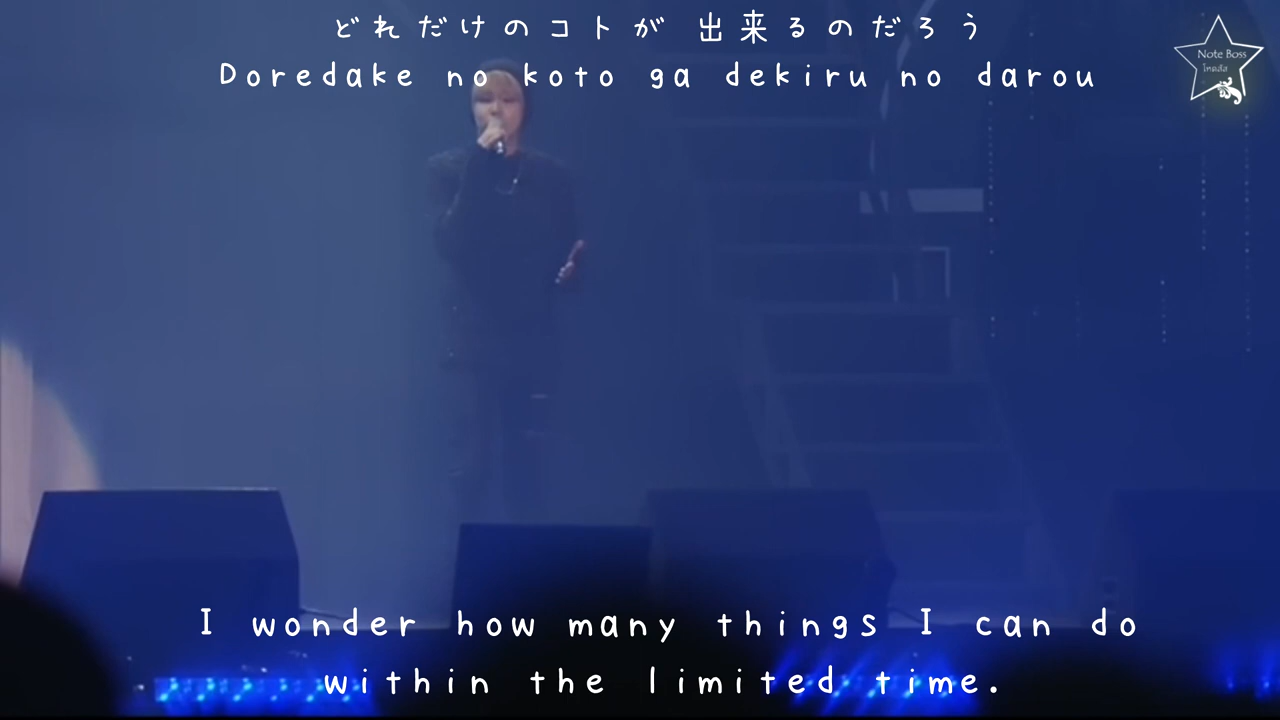 どれだけのコトが 出来るのだろう
Doredake no koto ga dekiru no darou
Note Boss
I wonder how many things I can do
within the limited time.